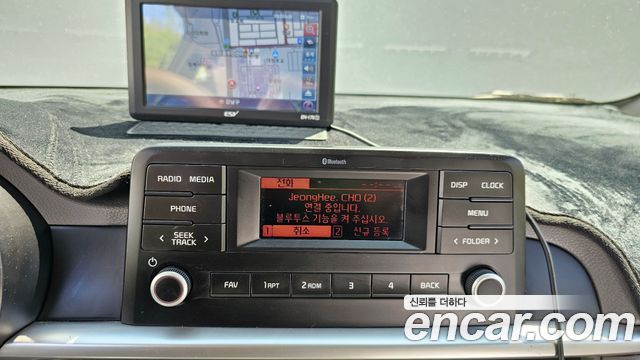 강남구
Bluetooth
RADIO MEDIA
PHONE
SEEK
TRACK
전화
JeongHee, CHO (2)
연결 중입니다.
블루투스 기능을 켜 주십시오.
1 취소 2 신규 등록
DISP CLOCK
MENU
FOLDER
FAV 1 RPT 2 RDM 3 4 BACK
신뢰를 더하다
encar.com